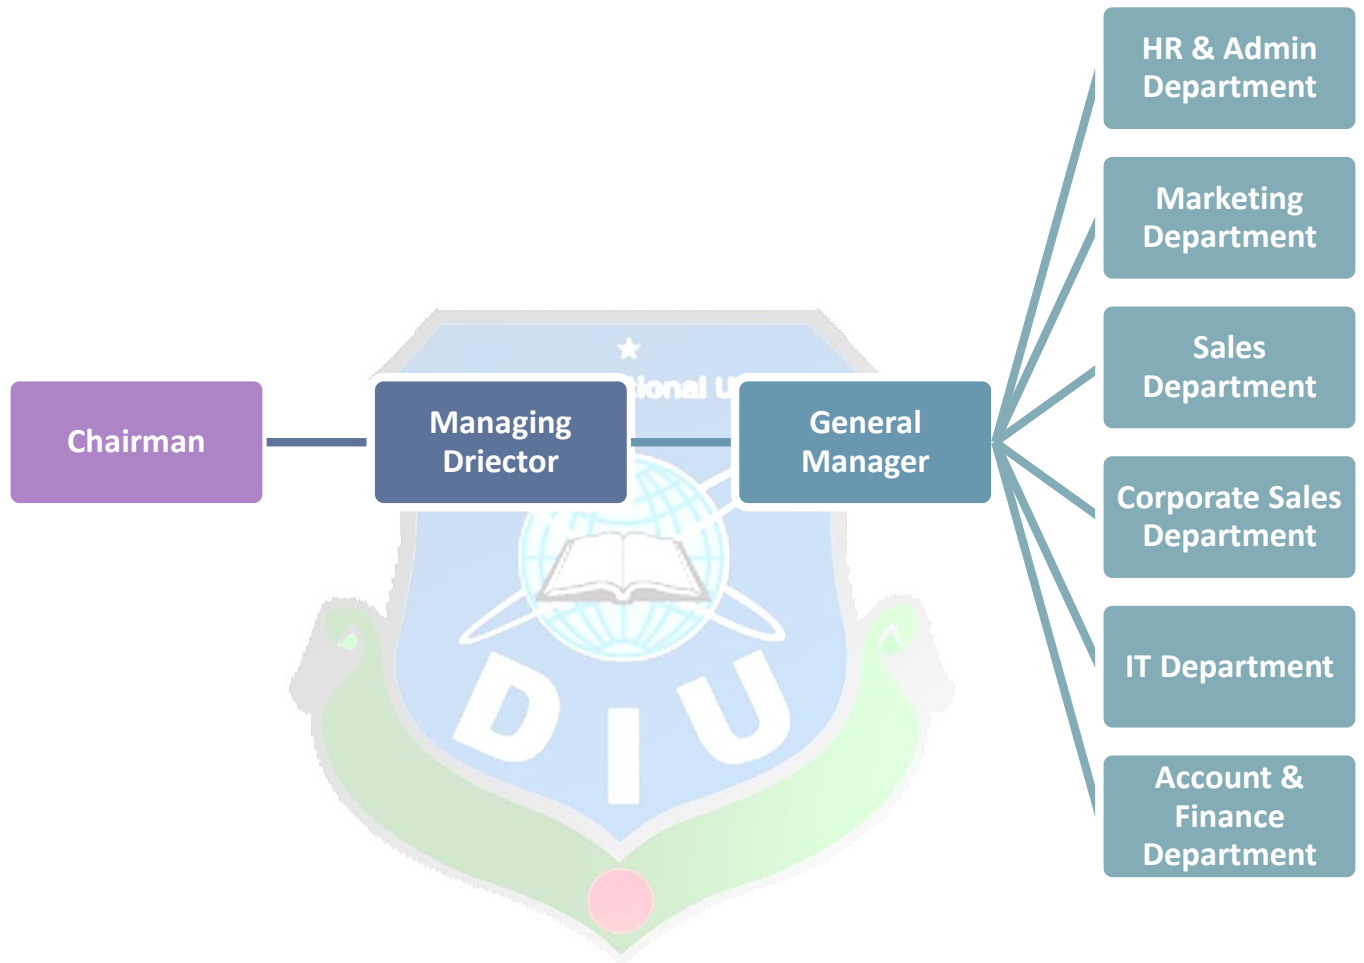 HR & Admin
Department
Marketing
Department
Sales
Department
Chairman
Managing
Driector
General
Manager
Corporate Sales
Department
IT Department
Account &
Finance
Department
DIU